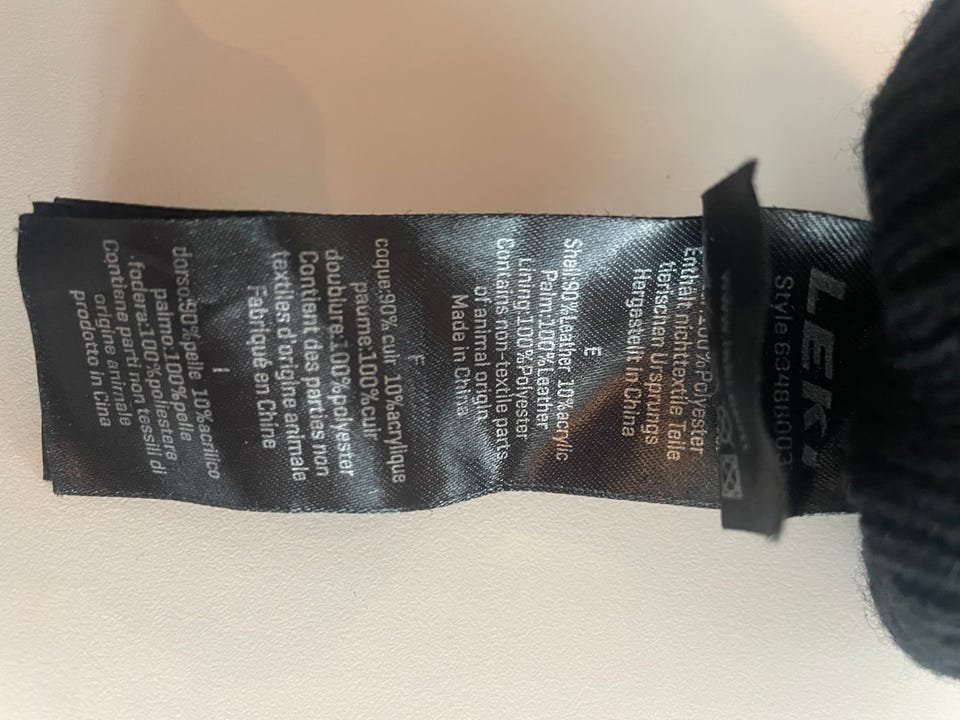 LEKI
Style 634880
100%Polyester
Enthält nichttextile Teile
tierischen Ursprungs
Hergestellt in China
E
Shell:90%Leather 10%acrylic
Palm:100%Leather
Lining:100%Polyester
Contains non-textile parts
of animal origin
Made in China
F
coque:90% cuir 10%acrylique
paume:100%cuir
doublure:100%polyester
Contient des parties non
textiles d'origine animale
Fabriqué en Chine
I
dorso:90%pelle 10%acrilico
palmo:100%pelle
fodera:100%poliestere
Contiene parti non tessili di
origine animale
prodotto in Cina